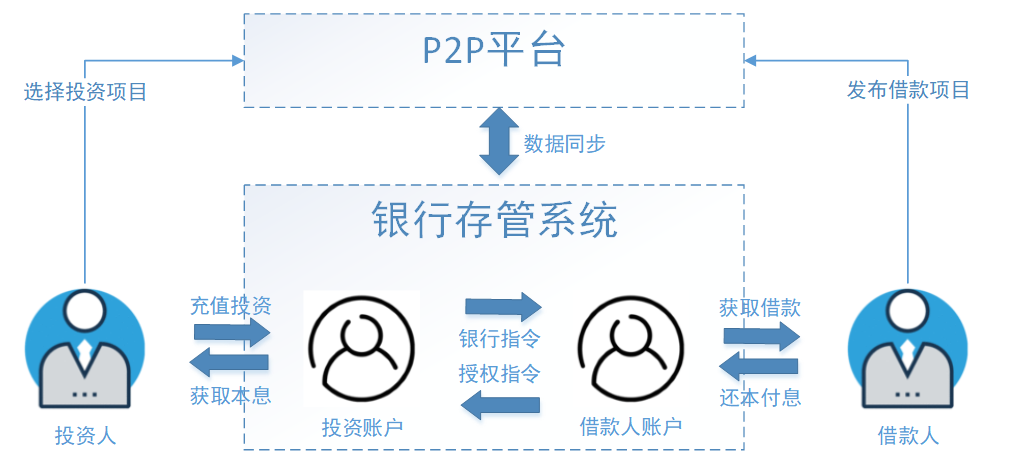 P2P平台
选择投资项目
发布借款项目
数据同步
银行存管系统
充值投资
获取本息
银行指令
授权指令
获取借款
还本付息
投资人
投资账户
借款人账户
借款人